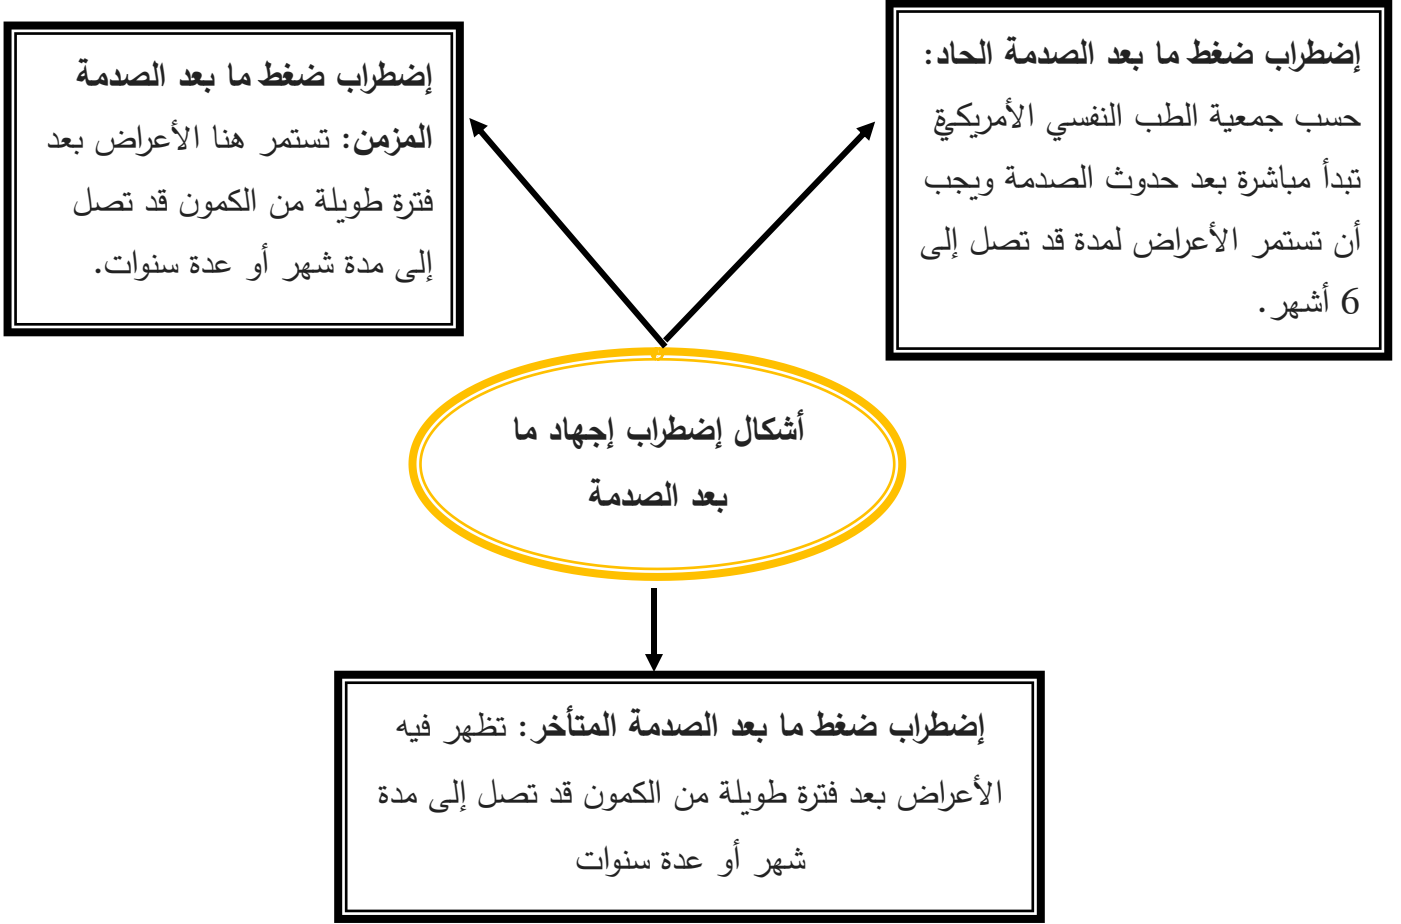 إضطراب ضغط ما بعد الصدمة الحاد:
حسب جمعية الطب النفسي الأمريكية
تبدأ مباشرة بعد حدوث الصدمة ويجب
أن تستمر الأعراض لمدة قد تصل إلى
6 أشهر.
إضطراب ضغط ما بعد الصدمة
المزمن: تستمر هنا الأعراض بعد
فترة طويلة من الكمون قد تصل
إلى مدة شهر أو عدة سنوات.
أشكال إضطراب إجهاد ما
بعد الصدمة
إضطراب ضغط ما بعد الصدمة المتأخر: تظهر فيه
الأعراض بعد فترة طويلة من الكمون قد تصل إلى مدة
شهر أو عدة سنوات